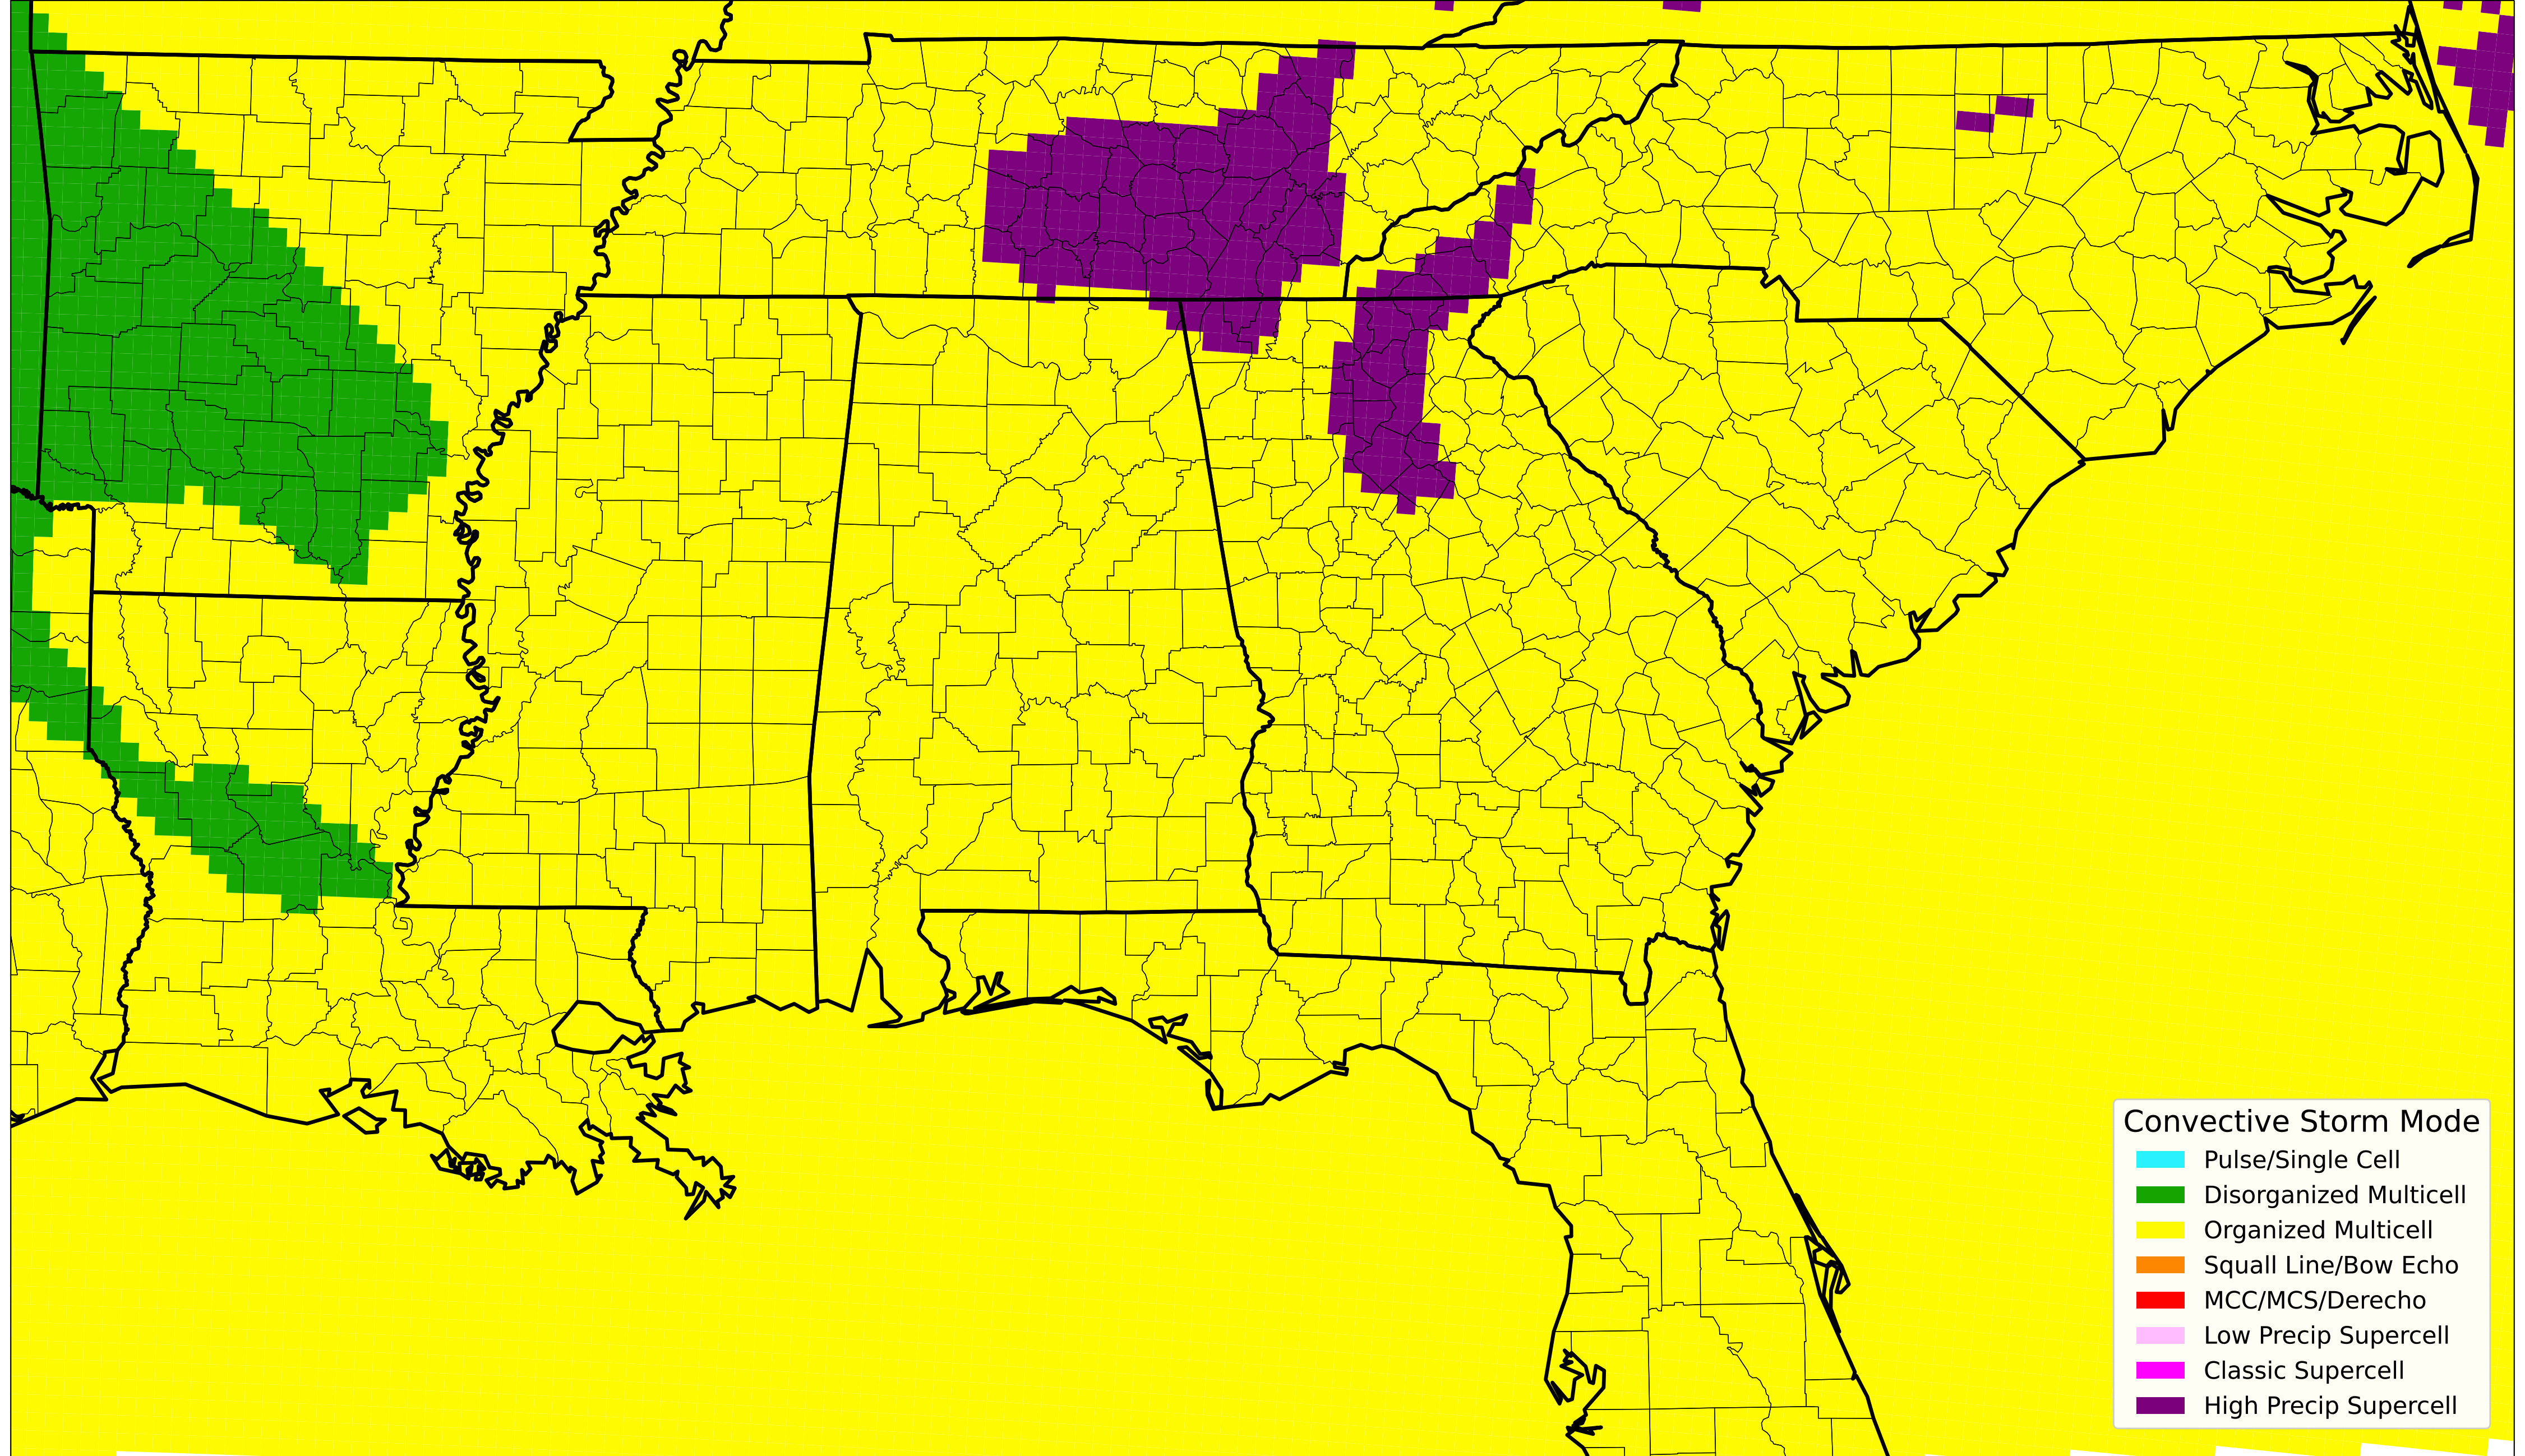 Convective Storm Mode
Pulse/Single Cell
Disorganized Multicell
Organized Multicell
Squall Line/Bow Echo
MCC/MCS/Derecho
Low Precip Supercell
Classic Supercell
High Precip Supercell